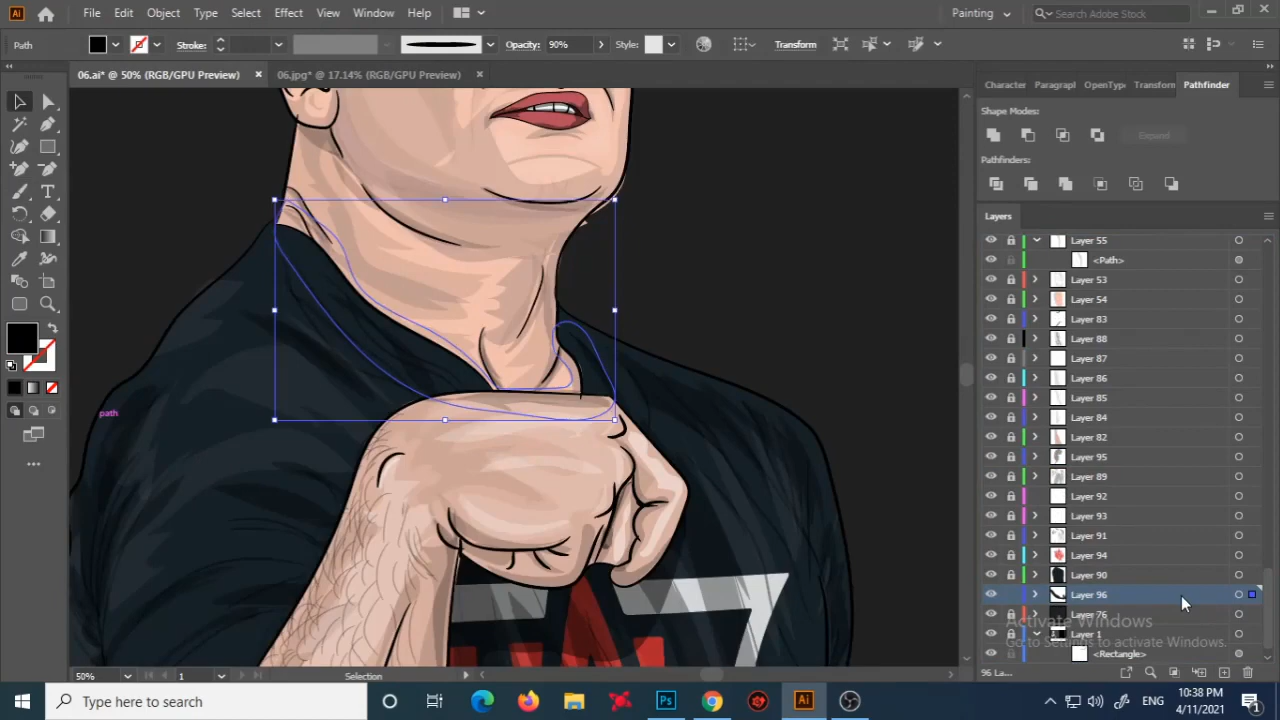 Ai File Edit Object Type Select Effect View Window Help Painting Search Adobe Stock
Path Stroke: Opacity: 90% Style: Transform
06.ai* @ 50% (RGB/GPU Preview) × 06.jpg* @ 17.14% (RGB/GPU Preview) ×
Character Paragraph OpenType Transform Pathfinder
Shape Modes:
Expand
Pathfinders:
Layers
Layer 55
<Path>
Layer 53
Layer 54
Layer 83
Layer 88
Layer 87
Layer 86
Layer 85
Layer 84
Layer 82
Layer 95
path
Layer 89
Layer 92
Layer 93
Layer 91
Layer 94
Layer 90
Layer 96
Layer 76
Activate Windows
Layer 1
Go to Settings to activate Windows.
<Rectangle>
96 La...
50% 1 Selection
Type here to search
Ps Ai
ENG
10:38 PM
4/11/2021
1